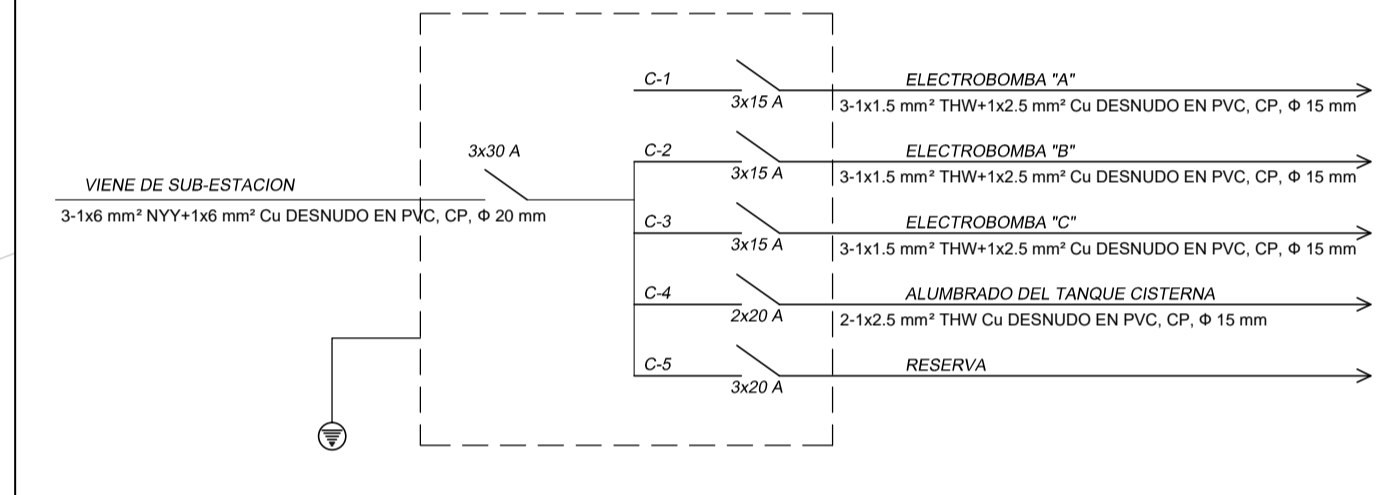 C-1
ELECTROBOMBA "A"
3x15 A
3-1x1.5 mm² THW+1x2.5 mm² Cu DESNUDO EN PVC, CP, Φ 15 mm
3x30 A
C-2
ELECTROBOMBA "B"
3x15 A
3-1x1.5 mm² THW+1x2.5 mm² Cu DESNUDO EN PVC, CP, Φ 15 mm
VIENE DE SUB-ESTACION
3-1x6 mm² NYY+1x6 mm² Cu DESNUDO EN PVC, CP, Φ 20 mm
C-3
ELECTROBOMBA "C"
3x15 A
3-1x1.5 mm² THW+1x2.5 mm² Cu DESNUDO EN PVC, CP, Φ 15 mm
C-4
ALUMBRADO DEL TANQUE CISTERNA
2x20 A
2-1x2.5 mm² THW Cu DESNUDO EN PVC, CP, Φ 15 mm
C-5
RESERVA
3x20 A